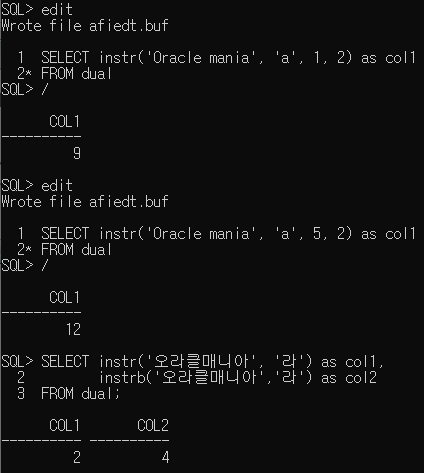 SQL> edit
Wrote file afiedt.buf
1 SELECT instr('Oracle mania', 'a', 1, 2) as col1
2* FROM dual
SQL> /
COL1
----------
9
SQL> edit
Wrote file afiedt.buf
1 SELECT instr('Oracle mania', 'a', 5, 2) as col1
2* FROM dual
SQL> /
COL1
----------
12
SQL> SELECT instr('오라클매니아', '라') as col1,
2 instrb('오라클매니아','라') as col2
3 FROM dual;
COL1 COL2
---------- ----------
2 4